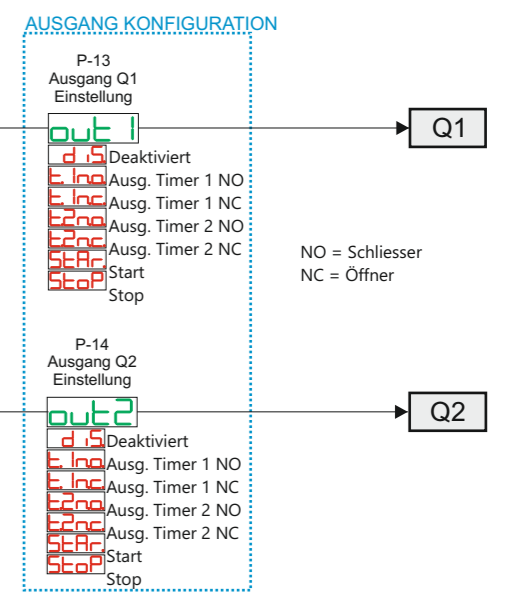 AUSGANG KONFIGURATION
P-13
Ausgang Q1
Einstellung
out 1
Q1
d iS. Deaktiviert
t. 1no. Ausg. Timer 1 NO
t. 1nc. Ausg. Timer 1 NC
t2no. Ausg. Timer 2 NO
t2nc. Ausg. Timer 2 NC
StAr. Start
StoP Stop
NO = Schliesser
NC = Öffner
P-14
Ausgang Q2
Einstellung
out2
Q2
d iS. Deaktiviert
t. 1no. Ausg. Timer 1 NO
t. 1nc. Ausg. Timer 1 NC
t2no. Ausg. Timer 2 NO
t2nc. Ausg. Timer 2 NC
StAr. Start
StoP Stop